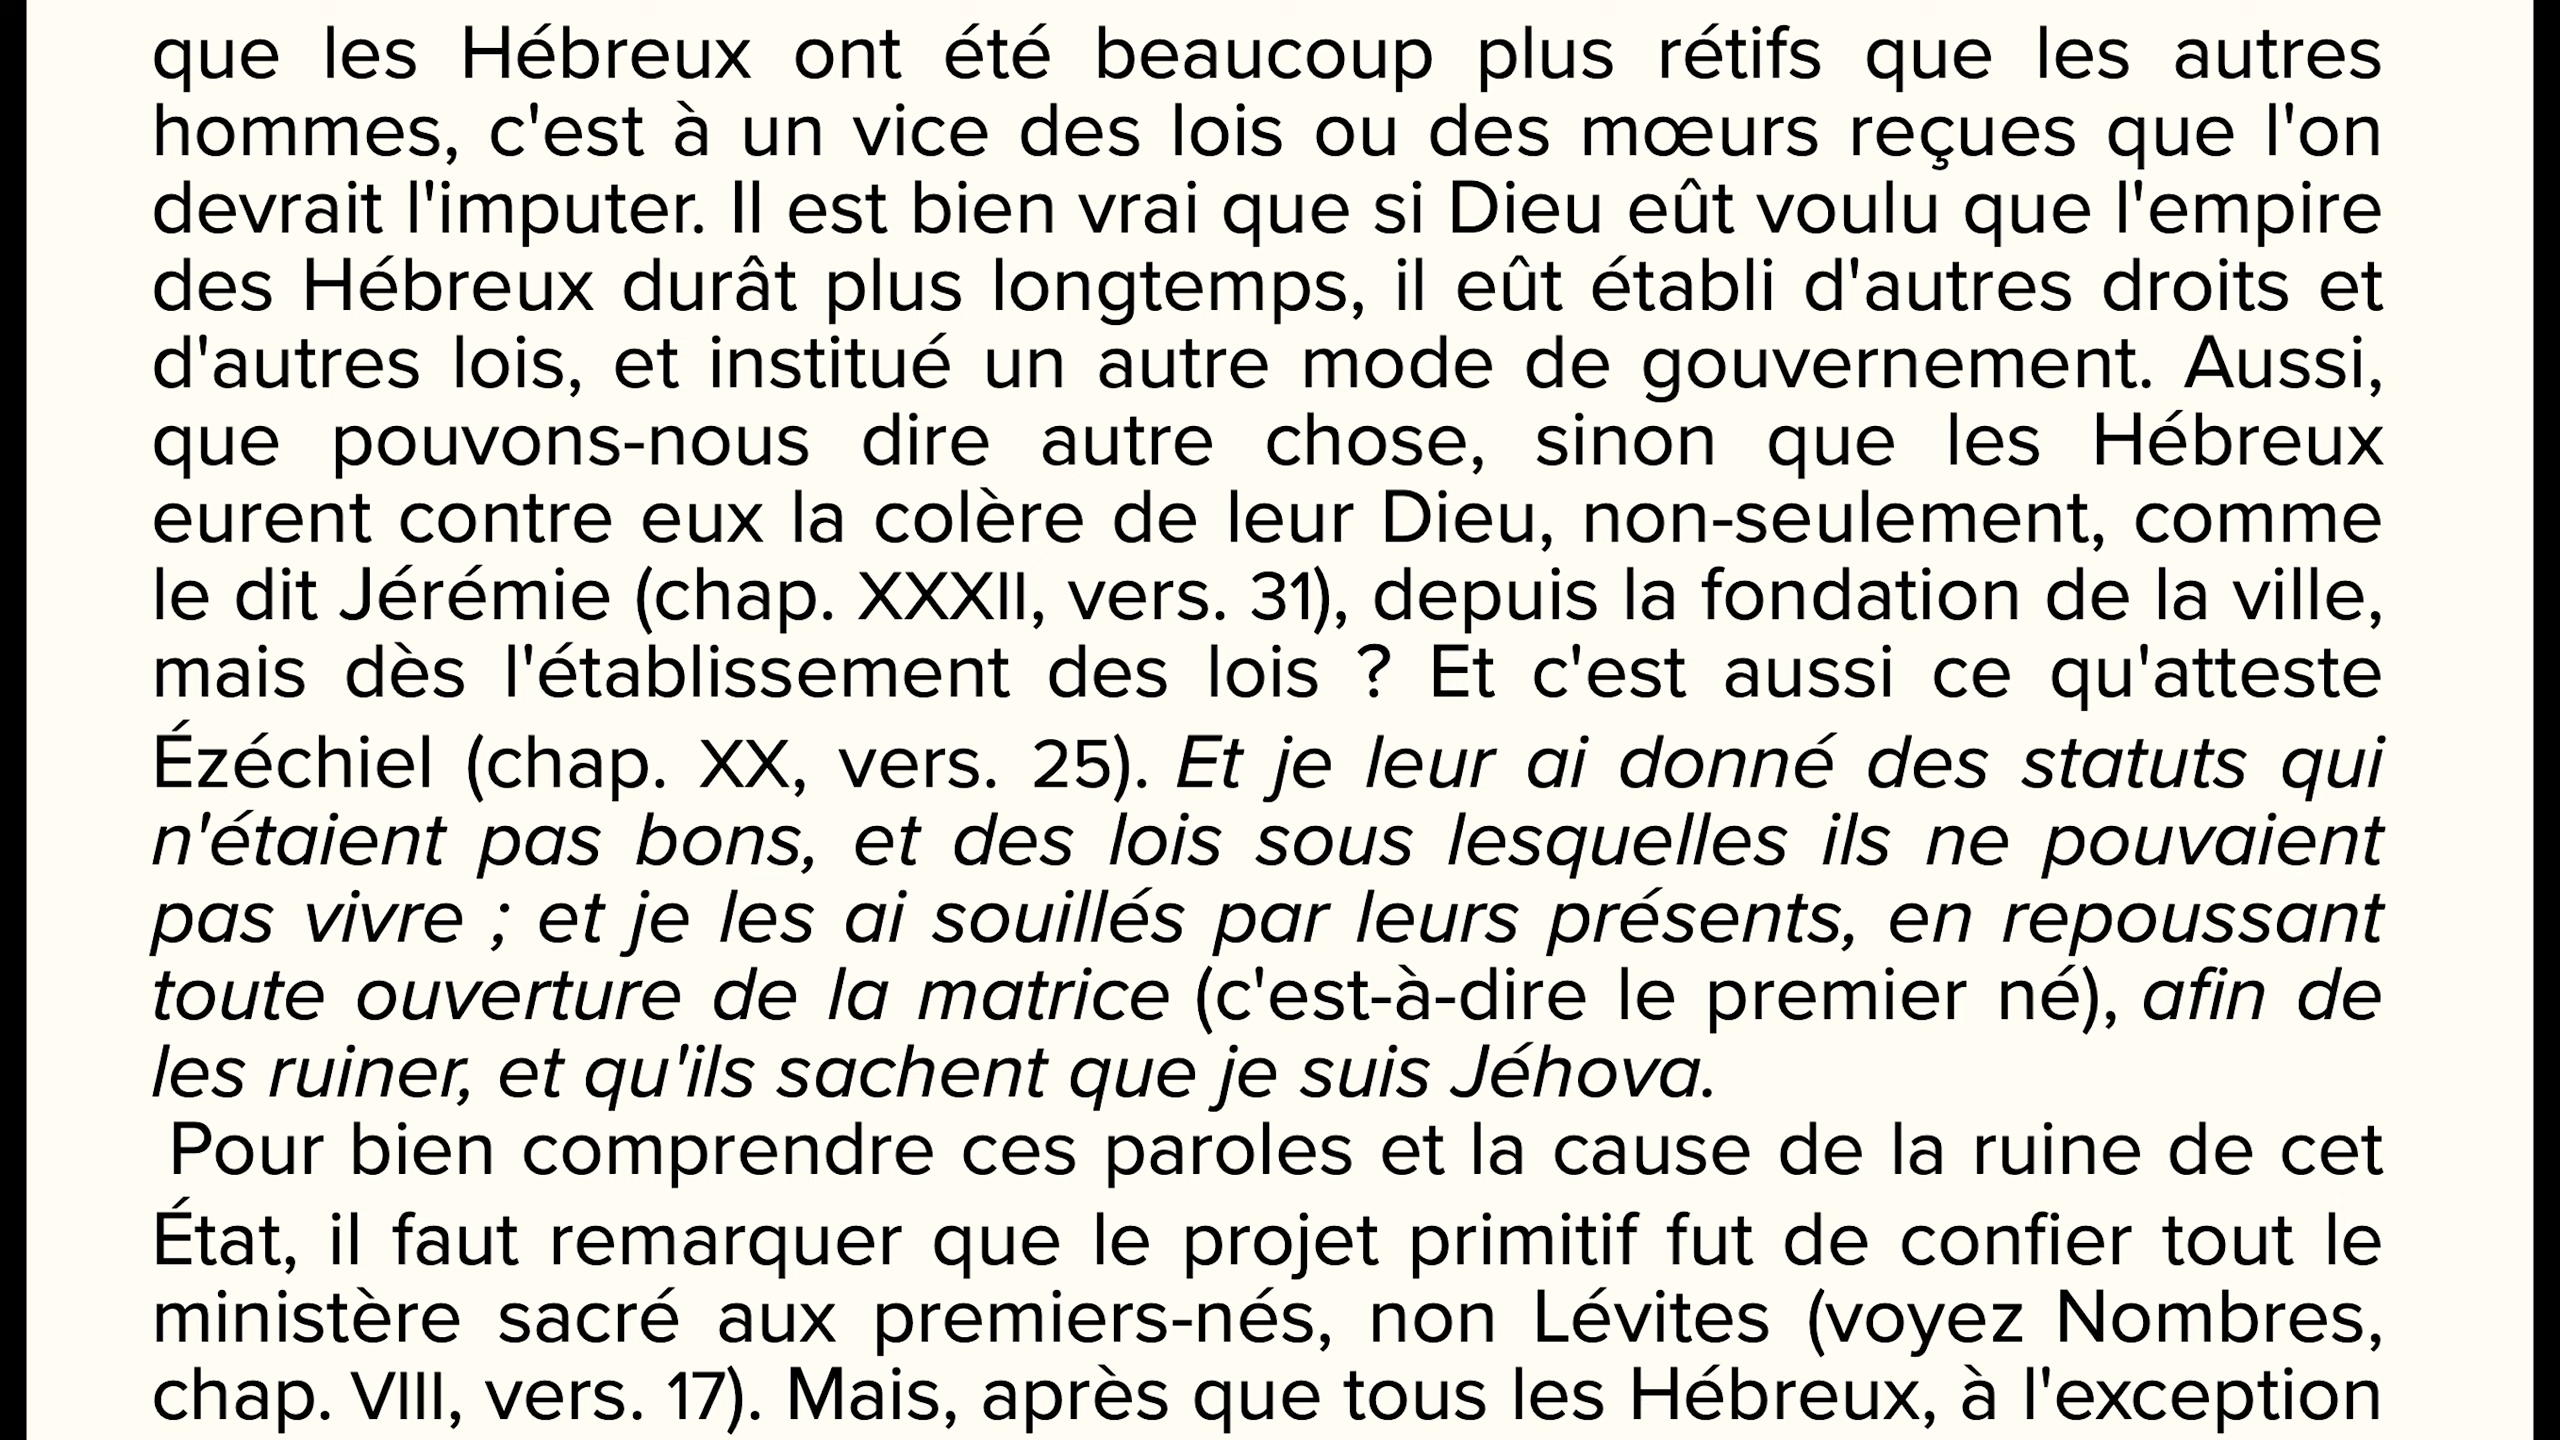 que les Hébreux ont été beaucoup plus rétifs que les autres
hommes, c'est à un vice des lois ou des mœurs reçues que l'on
devrait l'imputer. Il est bien vrai que si Dieu eût voulu que l'empire
des Hébreux durât plus longtemps, il eût établi d'autres droits et
d'autres lois, et institué un autre mode de gouvernement. Aussi,
que pouvons-nous dire autre chose, sinon que les Hébreux
eurent contre eux la colère de leur Dieu, non-seulement, comme
le dit Jérémie (chap. XXXII, vers. 31), depuis la fondation de la ville,
mais dès l'établissement des lois ? Et c'est aussi ce qu'atteste
Ézéchiel (chap. XX, vers. 25). Et je leur ai donné des statuts qui
n'étaient pas bons, et des lois sous lesquelles ils ne pouvaient
pas vivre ; et je les ai souillés par leurs présents, en repoussant
toute ouverture de la matrice (c'est-à-dire le premier né), afin de
les ruiner, et qu'ils sachent que je suis Jéhova.
Pour bien comprendre ces paroles et la cause de la ruine de cet
État, il faut remarquer que le projet primitif fut de confier tout le
ministère sacré aux premiers-nés, non Lévites (voyez Nombres,
chap. VIII, vers. 17). Mais, après que tous les Hébreux, à l'exception